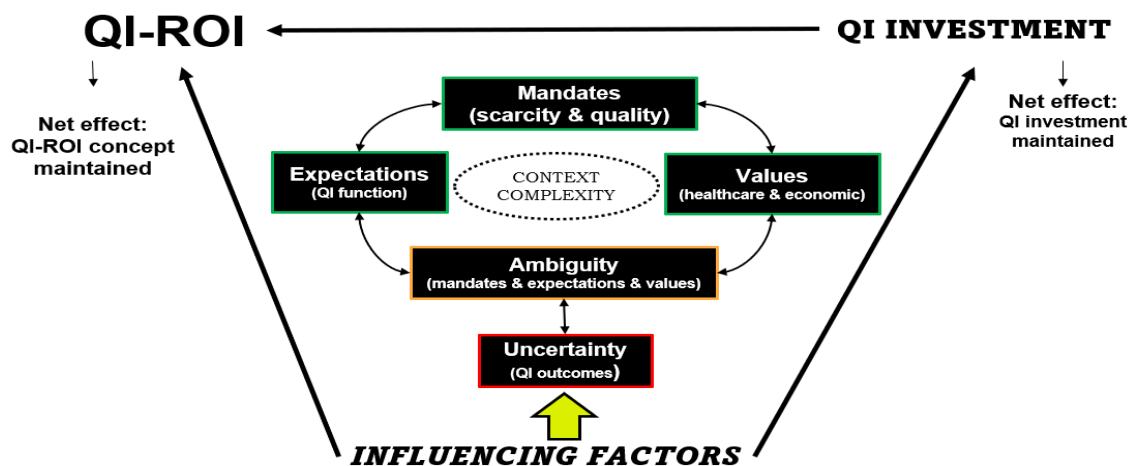 QI-ROI
QI INVESTMENT
Net effect:
QI-ROI concept
maintained
Net effect:
QI investment
maintained
Mandates
(scarcity & quality)
Expectations
(QI function)
CONTEXT
COMPLEXITY
Values
(healthcare & economic)
Ambiguity
(mandates & expectations & values)
Uncertainty
(QI outcomes)
INFLUENCING FACTORS